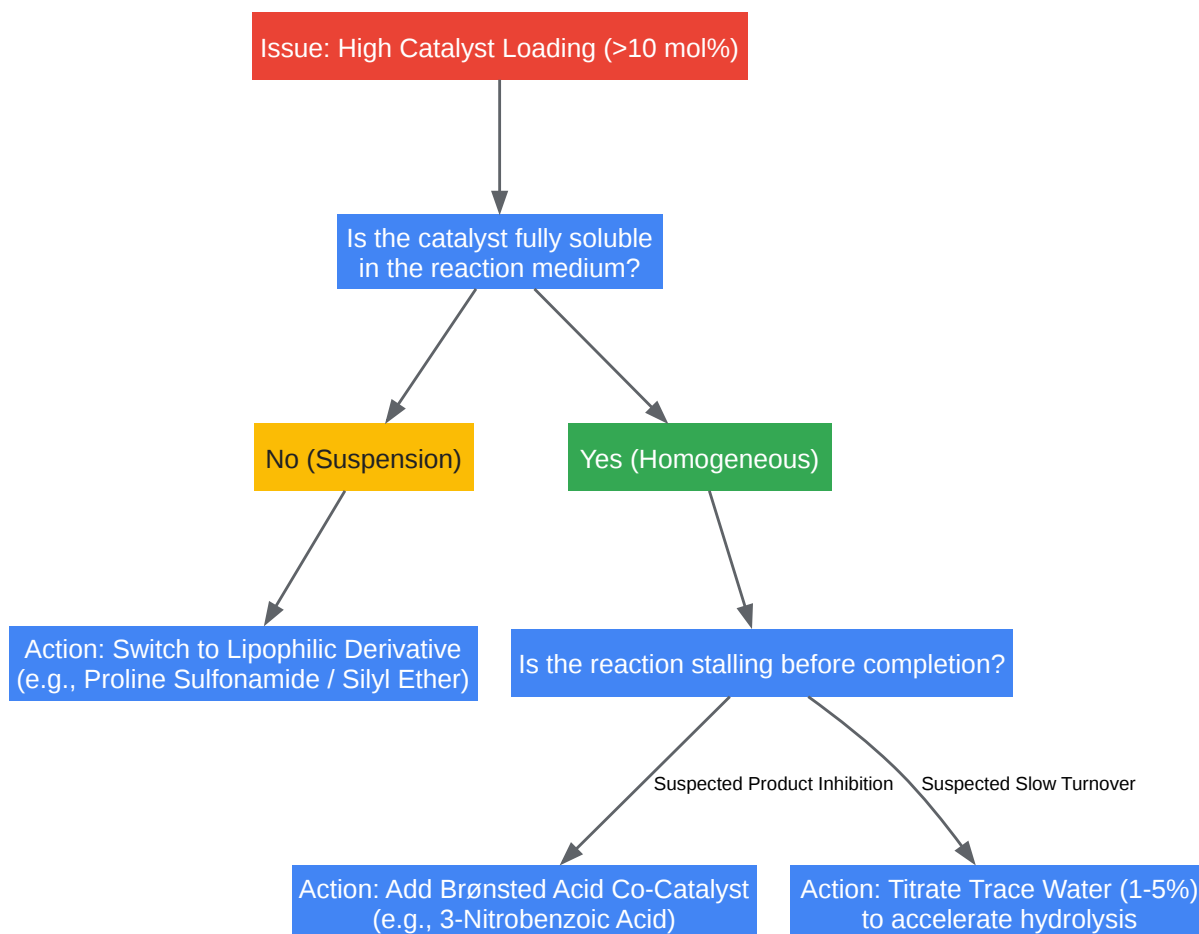 Issue: High Catalyst Loading (>10 mol%)
Is the catalyst fully soluble
in the reaction medium?
No (Suspension)
Yes (Homogeneous)
Action: Switch to Lipophilic Derivative
(e.g., Proline Sulfonamide / Silyl Ether)
Is the reaction stalling before completion?
Suspected Product Inhibition
Suspected Slow Turnover
Action: Add Brønsted Acid Co-Catalyst
(e.g., 3-Nitrobenzoic Acid)
Action: Titrate Trace Water (1-5%)
to accelerate hydrolysis